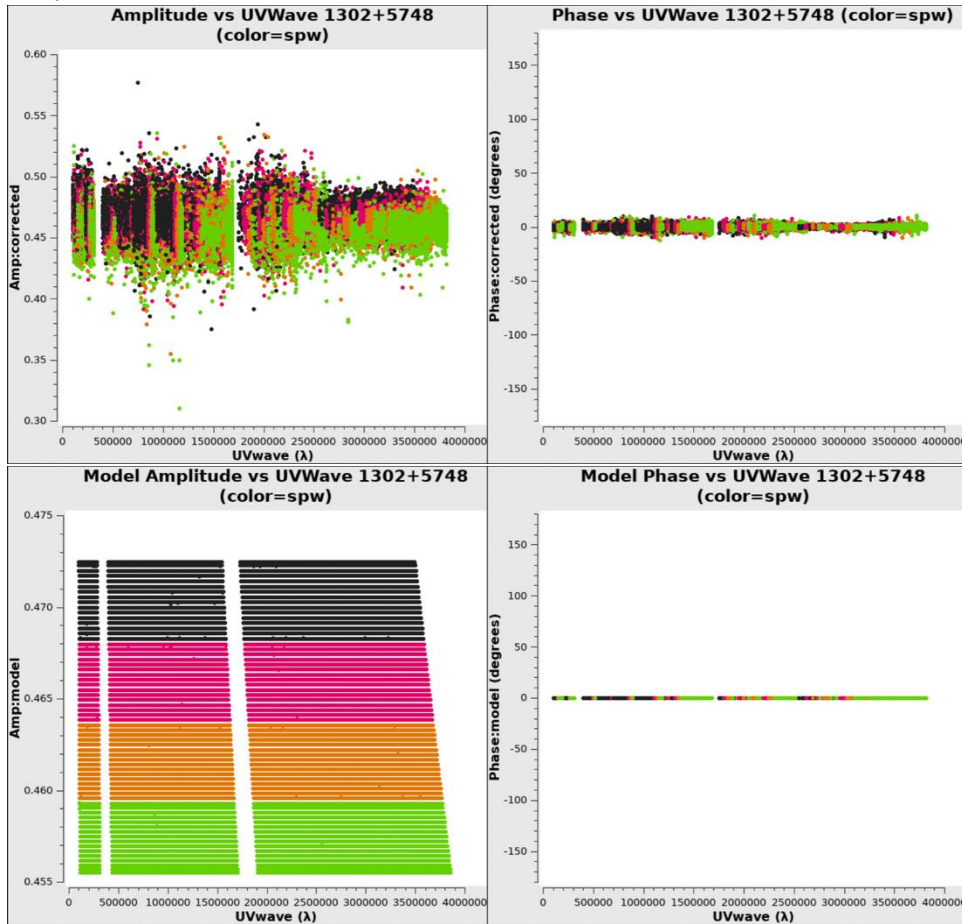 Amplitude vs UVWave 1302+5748
(color=spw)
0.60
0.55
0.50
0.45
0.40
0.35
0.30
Amp:corrected
0 500000 1000000 1500000 2000000 2500000 3000000 3500000 4000000
UVwave (λ)
Phase vs UVWave 1302+5748 (color=spw)
150
100
50
0
-50
-100
-150
Phase:corrected (degrees)
0 500000 1000000 1500000 2000000 2500000 3000000 3500000 4000000
UVwave (λ)
Model Amplitude vs UVWave 1302+5748
(color=spw)
0.475
0.470
0.465
0.460
0.455
Amp:model
0 500000 1000000 1500000 2000000 2500000 3000000 3500000 4000000
UVwave (λ)
Model Phase vs UVWave 1302+5748
(color=spw)
150
100
50
0
-50
-100
-150
Phase:model (degrees)
0 500000 1000000 1500000 2000000 2500000 3000000 3500000 4000000
UVwave (λ)